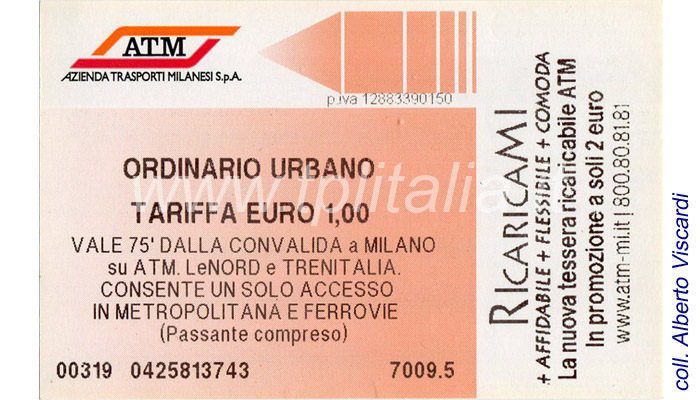 ATM
AZIENDA TRASPORTI MILANESI S.p.A.
p.iva 12883390150
ORDINARIO URBANO
TARIFFA EURO 1,00
VALE 75' DALLA CONVALIDA a MILANO
su ATM. LeNORD e TRENITALIA.
CONSENTE UN SOLO ACCESSO
IN METROPOLITANA E FERROVIE
(Passante compreso)
00319 0425813743 7009.5
RICARICAMI
+ AFFIDABILE + FLESSIBILE + COMODA
La nuova tessera ricaricabile ATM
In promozione a soli 2 euro
www.atm-mi.it | 800.80.81.81
coll. Alberto Viscardi